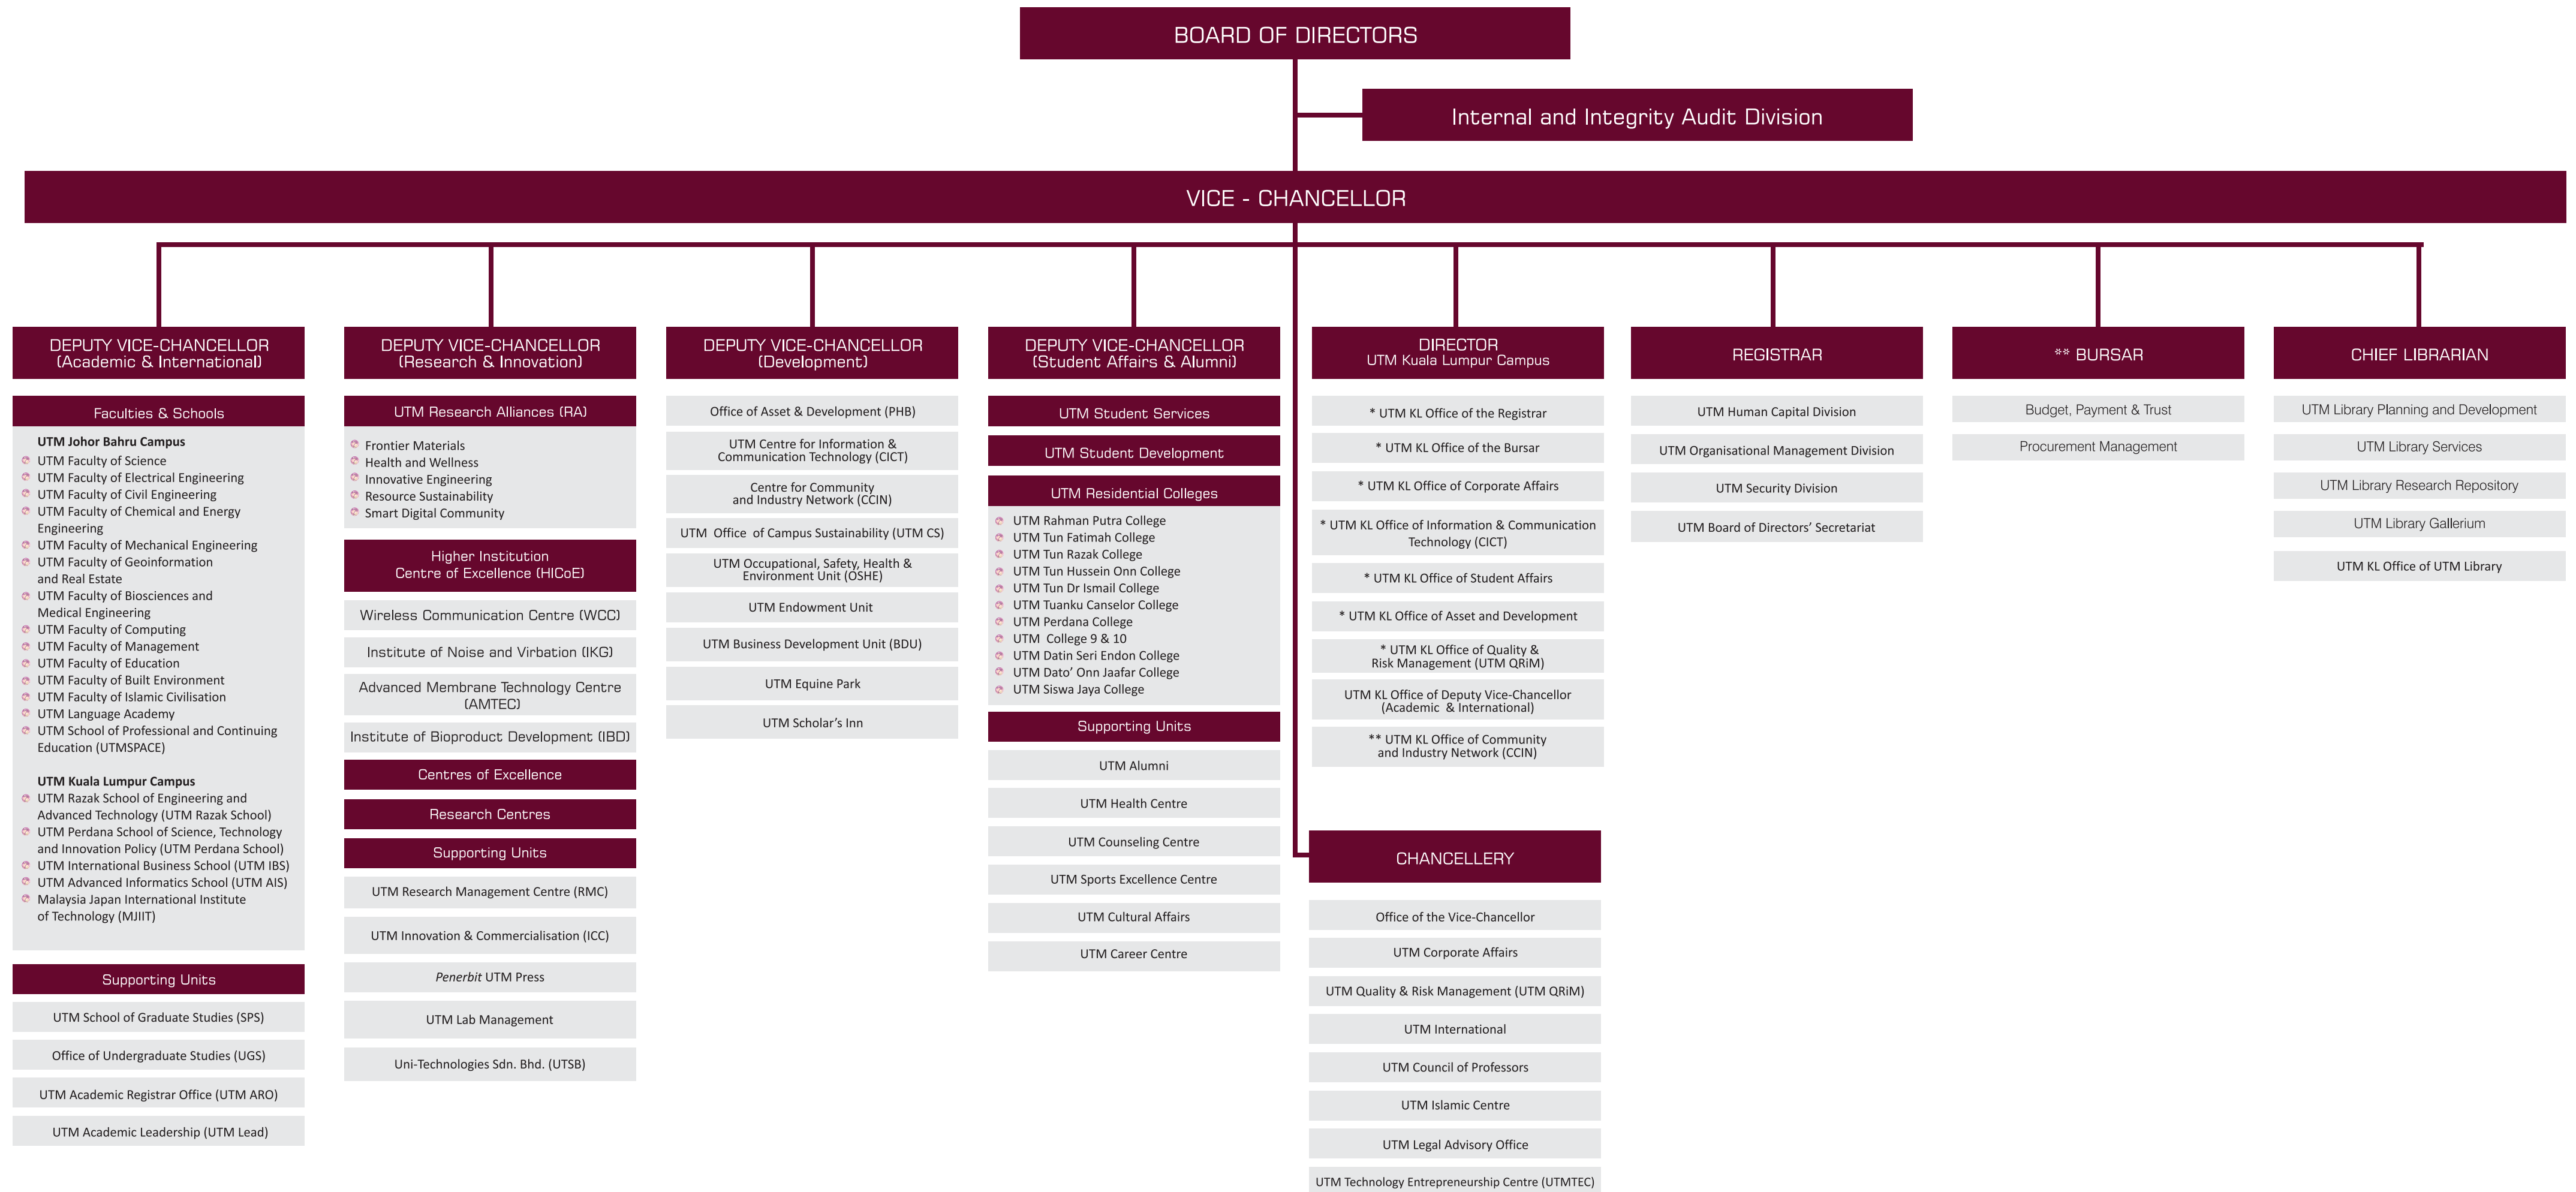 BOARD OF DIRECTORS
Internal and Integrity Audit Division
VICE - CHANCELLOR
DEPUTY VICE-CHANCELLOR
(Academic & International)
Faculties & Schools
UTM Johor Bahru Campus
UTM Faculty of Science
UTM Faculty of Electrical Engineering
UTM Faculty of Civil Engineering
UTM Faculty of Chemical and Energy
Engineering
UTM Faculty of Mechanical Engineering
UTM Faculty of Geoinformation
and Real Estate
UTM Faculty of Biosciences and
Medical Engineering
UTM Faculty of Computing
UTM Faculty of Management
UTM Faculty of Education
UTM Faculty of Built Environment
UTM Faculty of Islamic Civilisation
UTM Language Academy
UTM School of Professional and Continuing
Education (UTMSPACE)
UTM Kuala Lumpur Campus
UTM Razak School of Engineering and
Advanced Technology (UTM Razak School)
UTM Perdana School of Science, Technology
and Innovation Policy (UTM Perdana School)
UTM International Business School (UTM IBS)
UTM Advanced Informatics School (UTM AIS)
Malaysia Japan International Institute
of Technology (MJIIT)
Supporting Units
UTM School of Graduate Studies (SPS)
Office of Undergraduate Studies (UGS)
UTM Academic Registrar Office (UTM ARO)
UTM Academic Leadership (UTM Lead)
DEPUTY VICE-CHANCELLOR
(Research & Innovation)
UTM Research Alliances (RA)
Frontier Materials
Health and Wellness
Innovative Engineering
Resource Sustainability
Smart Digital Community
Higher Institution
Centre of Excellence (HICoE)
Wireless Communication Centre (WCC)
Institute of Noise and Virbation (IKG)
Advanced Membrane Technology Centre
(AMTEC)
Institute of Bioproduct Development (IBD)
Centres of Excellence
Research Centres
Supporting Units
UTM Research Management Centre (RMC)
UTM Innovation & Commercialisation (ICC)
Penerbit UTM Press
UTM Lab Management
Uni-Technologies Sdn. Bhd. (UTSB)
DEPUTY VICE-CHANCELLOR
(Development)
Office of Asset & Development (PHB)
UTM Centre for Information &
Communication Technology (CICT)
Centre for Community
and Industry Network (CCIN)
UTM Office of Campus Sustainability (UTM CS)
UTM Occupational, Safety, Health &
Environment Unit (OSHE)
UTM Endowment Unit
UTM Business Development Unit (BDU)
UTM Equine Park
UTM Scholar's Inn
DEPUTY VICE-CHANCELLOR
(Student Affairs & Alumni)
UTM Student Services
UTM Student Development
UTM Residential Colleges
UTM Rahman Putra College
UTM Tun Fatimah College
UTM Tun Razak College
UTM Tun Hussein Onn College
UTM Tun Dr Ismail College
UTM Tuanku Canselor College
UTM Perdana College
UTM College 9 & 10
UTM Datin Seri Endon College
UTM Dato' Onn Jaafar College
UTM Siswa Jaya College
Supporting Units
UTM Alumni
UTM Health Centre
UTM Counseling Centre
UTM Sports Excellence Centre
UTM Cultural Affairs
UTM Career Centre
DIRECTOR
UTM Kuala Lumpur Campus
* UTM KL Office of the Registrar
* UTM KL Office of the Bursar
* UTM KL Office of Corporate Affairs
* UTM KL Office of Information & Communication
Technology (CICT)
* UTM KL Office of Student Affairs
* UTM KL Office of Asset and Development
* UTM KL Office of Quality &
Risk Management (UTM QRiM)
UTM KL Office of Deputy Vice-Chancellor
(Academic & International)
** UTM KL Office of Community
and Industry Network (CCIN)
CHANCELLERY
Office of the Vice-Chancellor
UTM Corporate Affairs
UTM Quality & Risk Management (UTM QRiM)
UTM International
UTM Council of Professors
UTM Islamic Centre
UTM Legal Advisory Office
UTM Technology Entrepreneurship Centre (UTMTEC)
REGISTRAR
UTM Human Capital Division
UTM Organisational Management Division
UTM Security Division
UTM Board of Directors' Secretariat
** BURSAR
Budget, Payment & Trust
Procurement Management
CHIEF LIBRARIAN
UTM Library Planning and Development
UTM Library Services
UTM Library Research Repository
UTM Library Gallerium
UTM KL Office of UTM Library